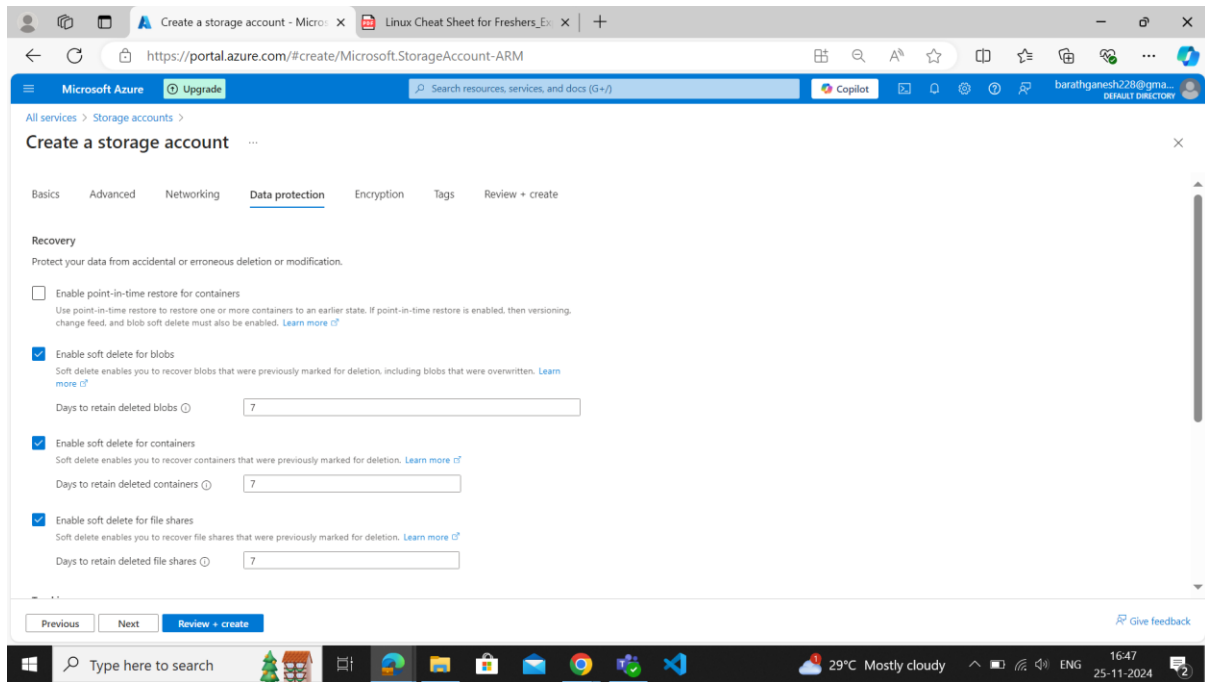 Create a storage account - Micros
Linux Cheat Sheet for Freshers_Ex
https://portal.azure.com/#create/Microsoft.StorageAccount-ARM
Microsoft Azure
Upgrade
Search resources, services, and docs (G+/)
Copilot
barathganesh228@gma...
DEFAULT DIRECTORY
All services > Storage accounts >
Create a storage account ...
Basics Advanced Networking Data protection Encryption Tags Review + create
Recovery
Protect your data from accidental or erroneous deletion or modification.
Enable point-in-time restore for containers
Use point-in-time restore to restore one or more containers to an earlier state. If point-in-time restore is enabled, then versioning,
change feed, and blob soft delete must also be enabled. Learn more
Enable soft delete for blobs
Soft delete enables you to recover blobs that were previously marked for deletion, including blobs that were overwritten. Learn
more
Days to retain deleted blobs 7
Enable soft delete for containers
Soft delete enables you to recover containers that were previously marked for deletion. Learn more
Days to retain deleted containers 7
Enable soft delete for file shares
Soft delete enables you to recover file shares that were previously marked for deletion. Learn more
Days to retain deleted file shares 7
Previous Next Review + create
Give feedback
Type here to search
29°C Mostly cloudy
ENG
16:47
25-11-2024